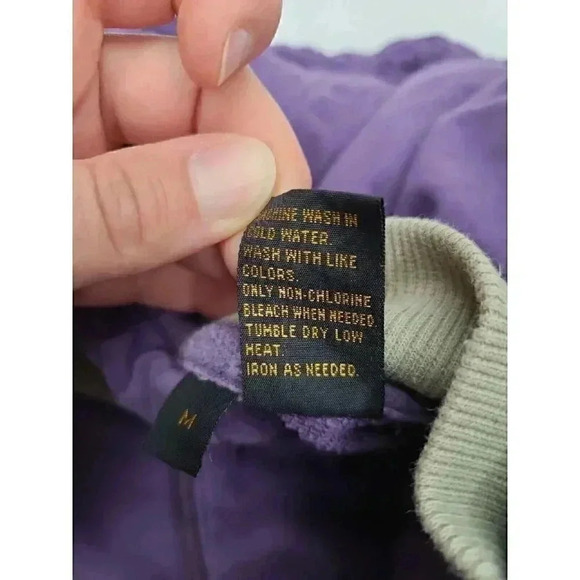 MACHINE WASH IN
COLD WATER.
WASH WITH LIKE
COLORS.
ONLY NON-CHLORINE
BLEACH WHEN NEEDED.
TUMBLE DRY LOW
HEAT.
IRON AS NEEDED.
M